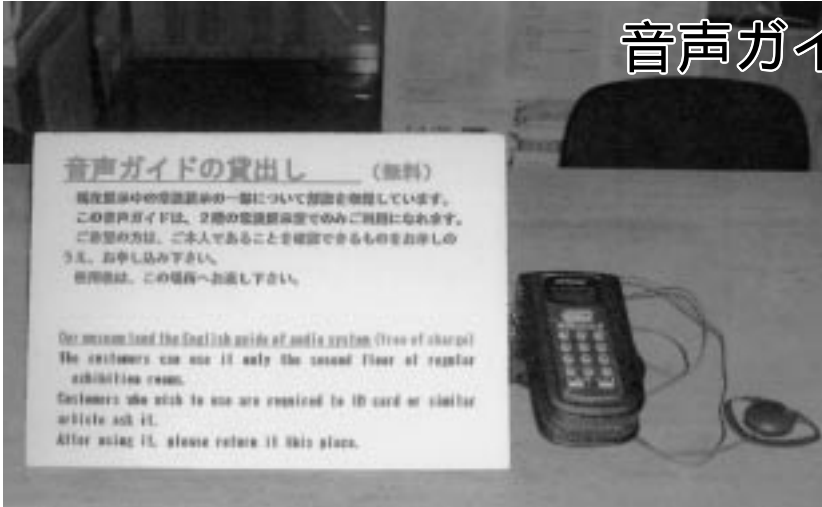 音声ガイ
音声ガイドの貸出し （無料）
現在展示中の常設展示の一部について解説を無料しています。
この音声ガイドは、２階の常設展示室でのみご利用になれます。
ご希望の方は、ご本人であることを確認できるものをお示しの
うえ、お申し込み下さい。
使用後は、この場所へお返し下さい。
Our museum lend the English guide of audio system (free of charge)
The customers can use it only the second floor of regular
exhibition rooms.
Customers who wish to use are required to ID card or similar
article ask it.
After using it, please return it this place.